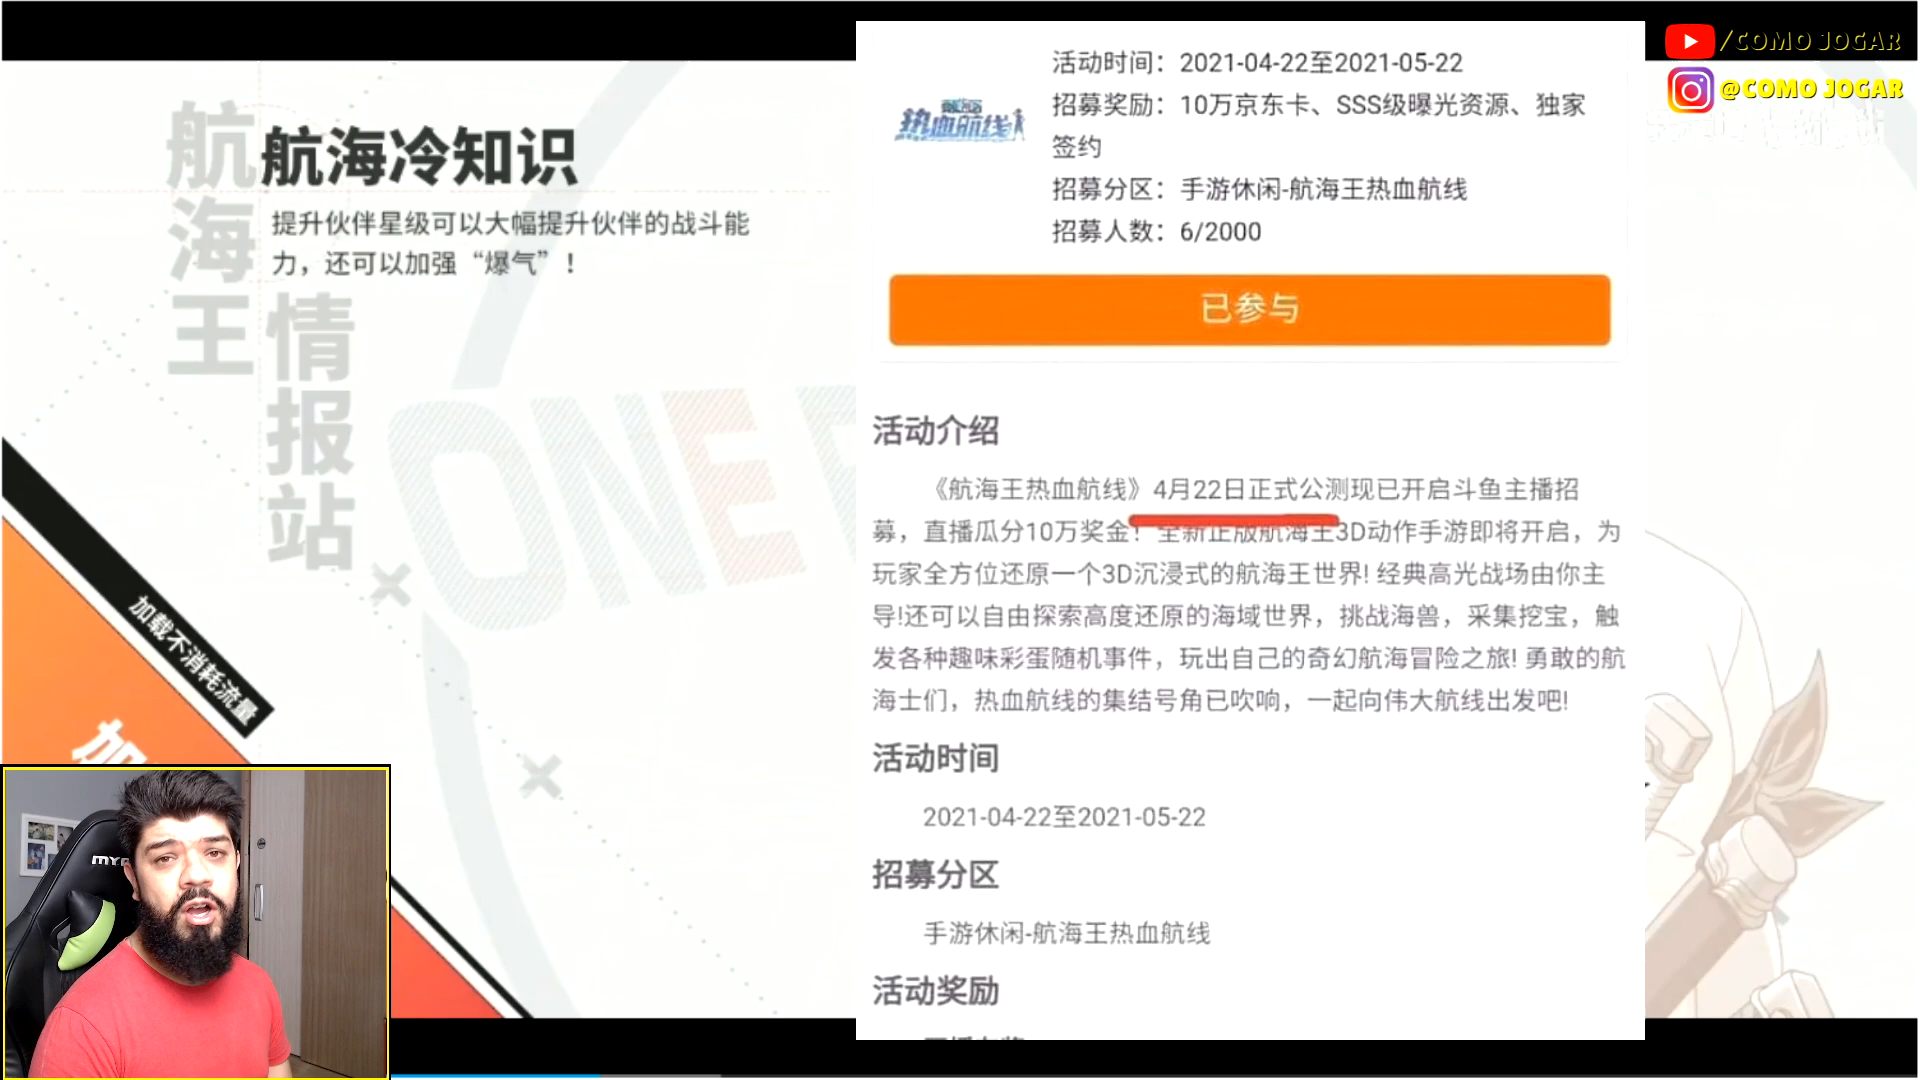 航海王
情报站
航海冷知识
提升伙伴星级可以大幅提升伙伴的战斗能
力，还可以加强“爆气”！
ONE
加载不消耗流量
加
MYP
热血航线
活动时间：2021-04-22至2021-05-22
招募奖励：10万京东卡、SSS级曝光资源、独家
签约
招募分区：手游休闲-航海王热血航线
招募人数：6/2000
已参与
活动介绍
《航海王热血航线》4月22日正式公测现已开启斗鱼主播招
募，直播瓜分10万奖金！全新正版航海王3D动作手游即将开启，为
玩家全方位还原一个3D沉浸式的航海王世界! 经典高光战场由你主
导!还可以自由探索高度还原的海域世界，挑战海兽，采集挖宝，触
发各种趣味彩蛋随机事件，玩出自己的奇幻航海冒险之旅! 勇敢的航
海士们，热血航线的集结号角已吹响，一起向伟大航线出发吧!
活动时间
2021-04-22至2021-05-22
招募分区
手游休闲-航海王热血航线
活动奖励
/COMO JOGAR
@COMO JOGAR